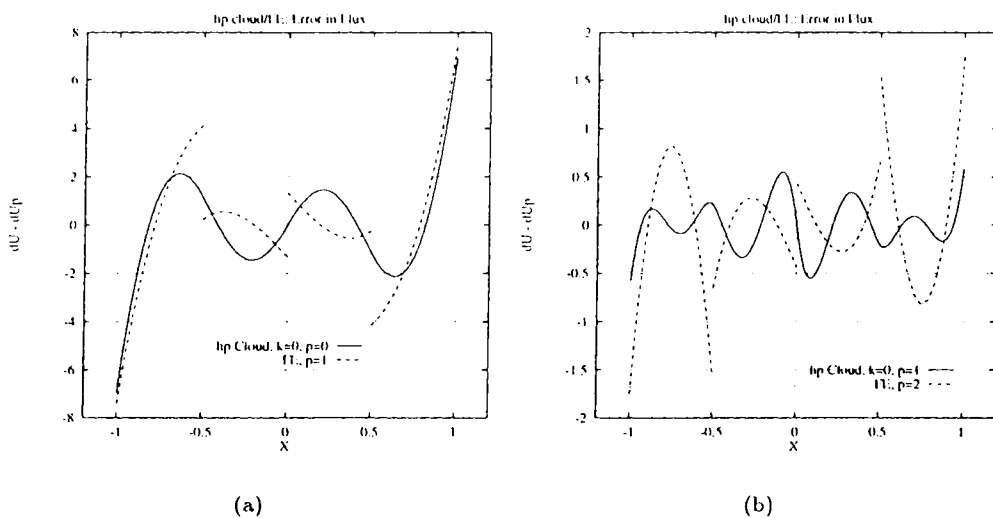 hp cloud/FE: Error in Flux
8
6
4
2
0
-2
-4
-6
-8
dU - dUp
hp Cloud, k=0, p=0
FE, p=1
-1 -0.5 0 0.5 1
X
(a)
hp cloud/FE: Error in Flux
2
1.5
1
0.5
0
-0.5
-1
-1.5
-2
dU - dUp
hp Cloud, k=0, p=1
FE, p=2
-1 -0.5 0 0.5 1
X
(b)